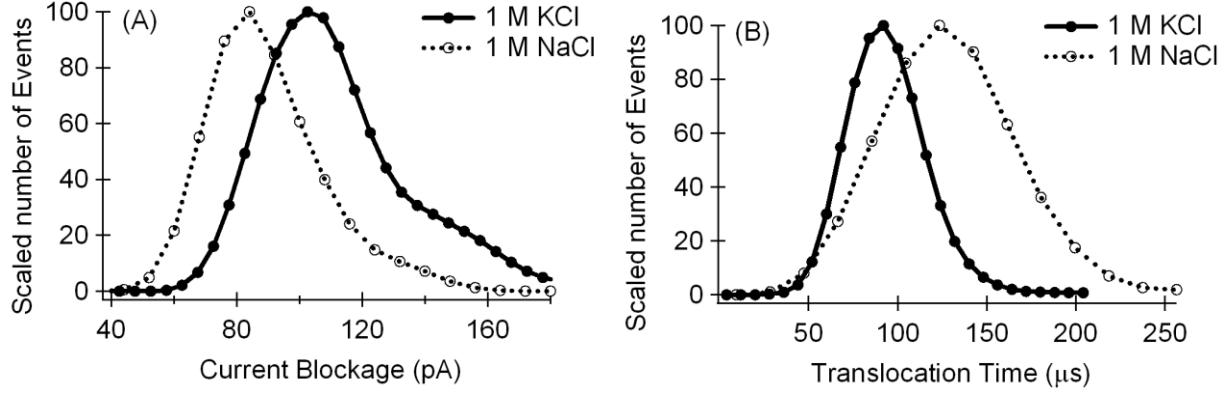 (A)
1 M KCl
1 M NaCl
Scaled number of Events
100
80
60
40
20
0
40
80
120
160
Current Blockage (pA)
(B)
1 M KCl
1 M NaCl
Scaled number of Events
100
80
60
40
20
0
50
100
150
200
250
Translocation Time (μs)